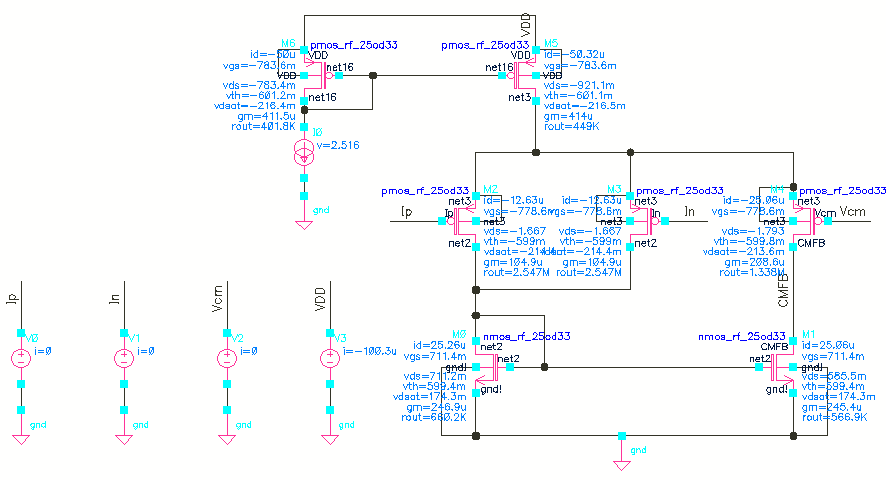 VDD
M6
pmos_rf_25od33
id=-50u
vgs=-783.6m
VDD
net16
VDD
vds=-783.4m
vth=-601.2m
vdsat=-216.4m
gm=411.5u
rout=401.8K
net16
I0
v=2.516
gnd
M5
pmos_rf_25od33
id=-50.32u
vgs=-783.6m
VDD
net16
VDD
vds=-921.1m
vth=-601.1m
vdsat=-216.5m
gm=414u
rout=449K
net3
pmos_rf_25od33
M2
id=-12.63u
vgs=-778.6m
net3
Ip
Ip
net3
vds=-1.667
vth=-599m
vdsat=-214.4m
gm=104.9u
rout=2.547M
net2
M3
pmos_rf_25od33
id=-12.63u
vgs=-778.6m
net3
In
In
net3
vds=-1.667
vth=-599m
vdsat=-214.4m
gm=104.9u
rout=2.547M
net2
M4
pmos_rf_25od33
id=-25.06u
vgs=-778.6m
net3
Vcm
Vcm
net3
vds=-1.793
vth=-599.8m
vdsat=-213.6m
gm=208.6u
rout=1.338M
CMFB
CMFB
Ip
V0
i=0
gnd
In
V1
i=0
gnd
Vcm
V2
i=0
gnd
VDD
V3
i=-100.3u
gnd
M0
nmos_rf_25od33
id=25.26u
vgs=711.4m
net2
net2
gnd!
vds=711.2m
vth=599.4m
vdsat=174.3m
gm=246.9u
rout=660.2K
gnd!
M1
nmos_rf_25od33
id=25.06u
vgs=711.4m
CMFB
net2
gnd!
vds=585.5m
vth=599.4m
vdsat=174.3m
gm=245.4u
rout=566.9K
gnd!
gnd